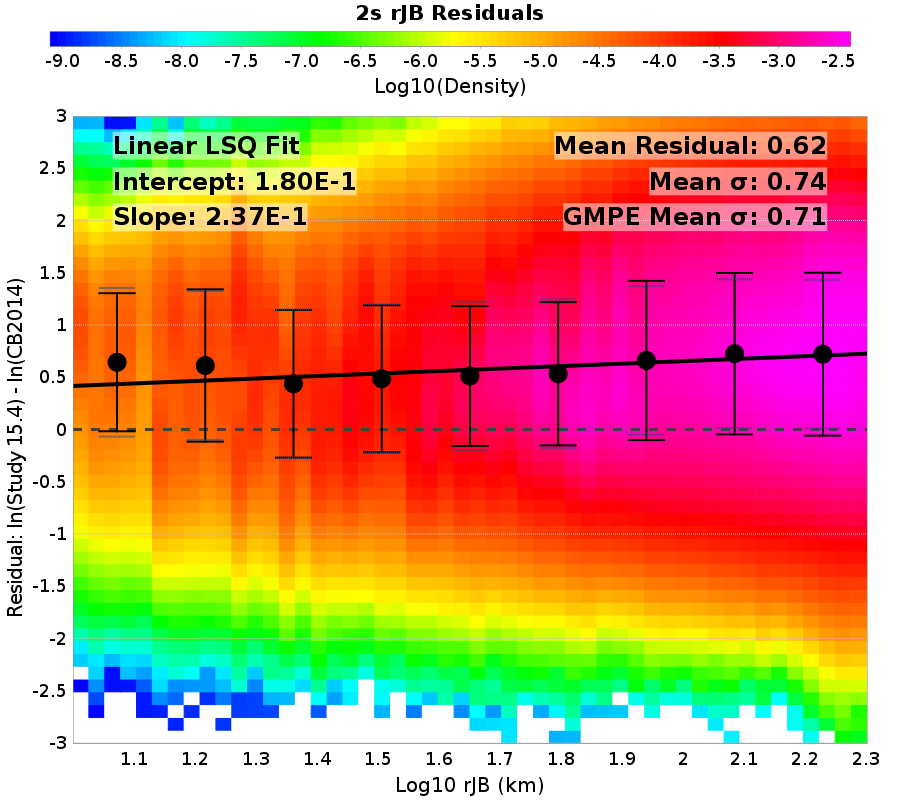 2s rJB Residuals
-9.0 -8.5 -8.0 -7.5 -7.0 -6.5 -6.0 -5.5 -5.0 -4.5 -4.0 -3.5 -3.0 -2.5
Log10(Density)
Linear LSQ Fit
Intercept: 1.80E-1
Slope: 2.37E-1
Mean Residual: 0.62
Mean σ: 0.74
GMPE Mean σ: 0.71
Residual: ln(Study 15.4) - ln(CB2014)
3
2.5
2
1.5
1
0.5
0
-0.5
-1
-1.5
-2
-2.5
-3
1.1 1.2 1.3 1.4 1.5 1.6 1.7 1.8 1.9 2 2.1 2.2 2.3
Log10 rJB (km)